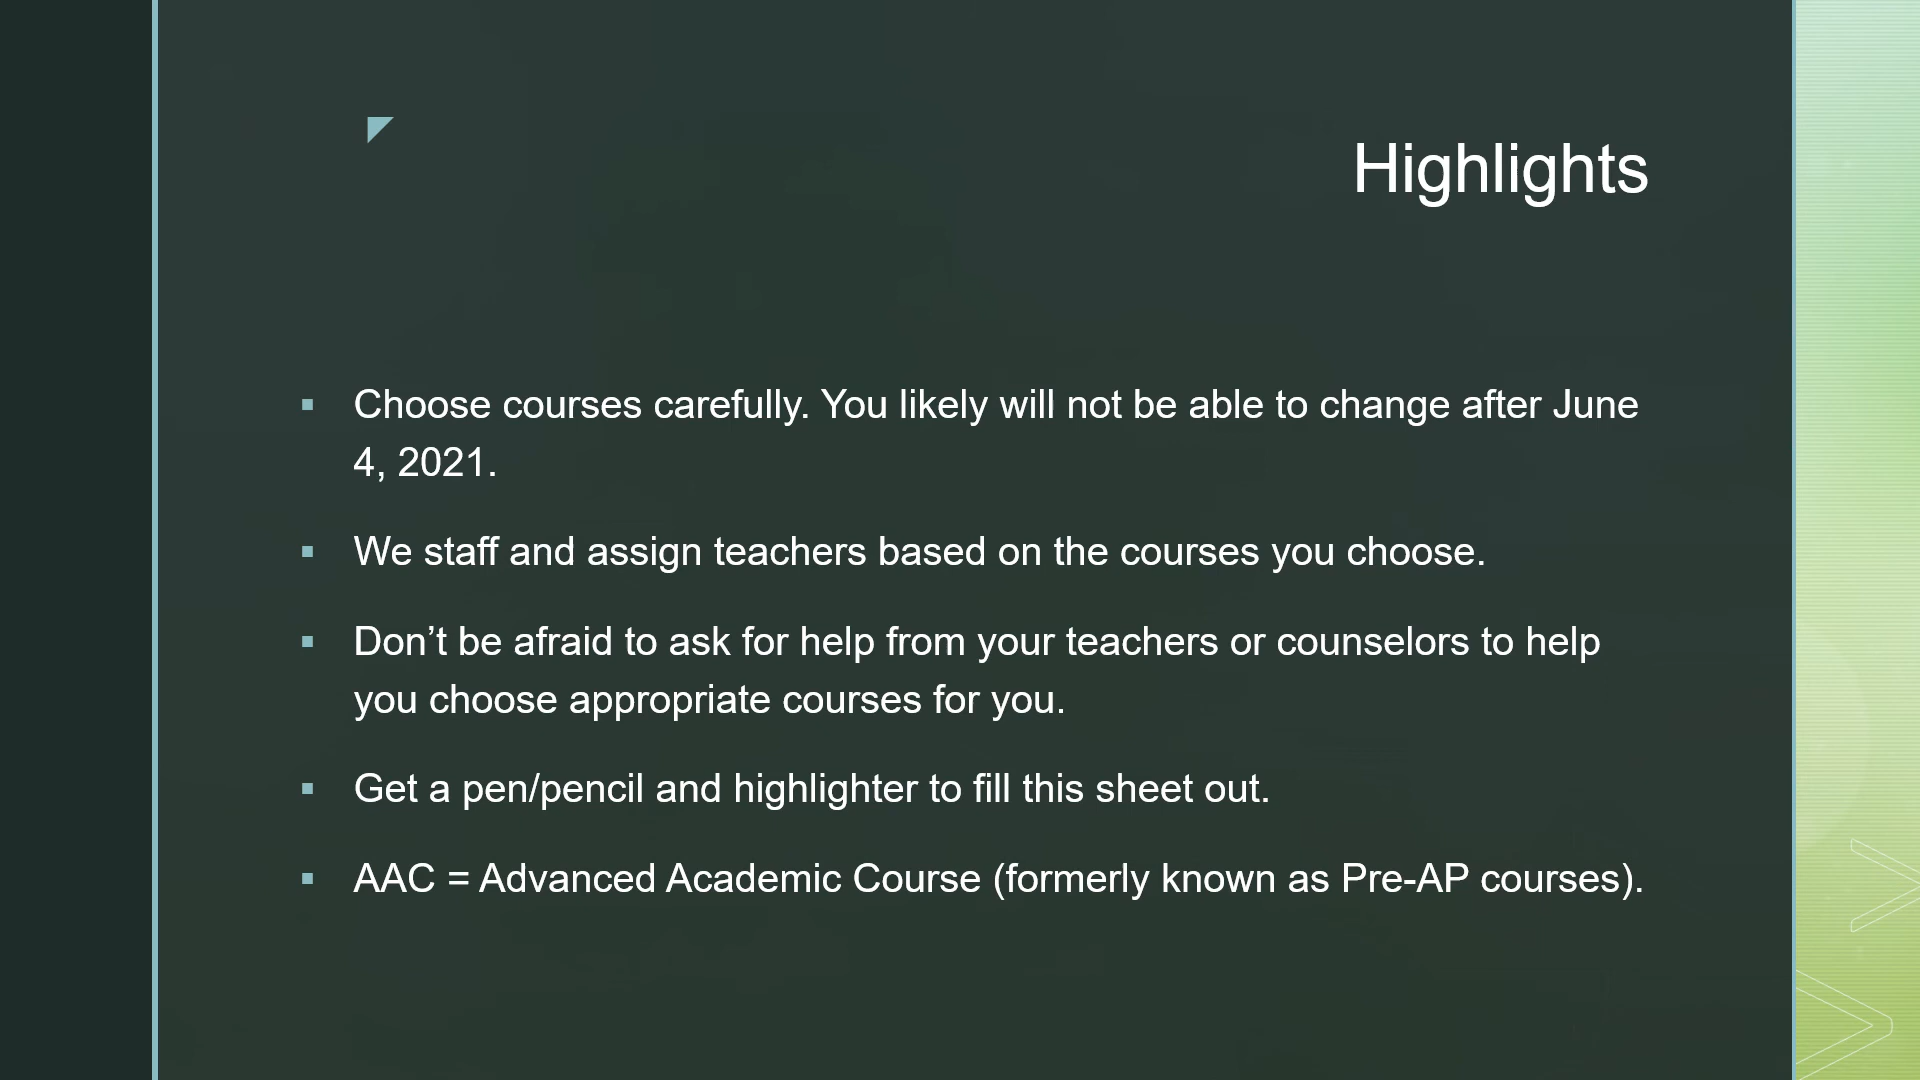 Highlights
Choose courses carefully. You likely will not be able to change after June
4, 2021.
We staff and assign teachers based on the courses you choose.
Don’t be afraid to ask for help from your teachers or counselors to help
you choose appropriate courses for you.
Get a pen/pencil and highlighter to fill this sheet out.
AAC = Advanced Academic Course (formerly known as Pre-AP courses).